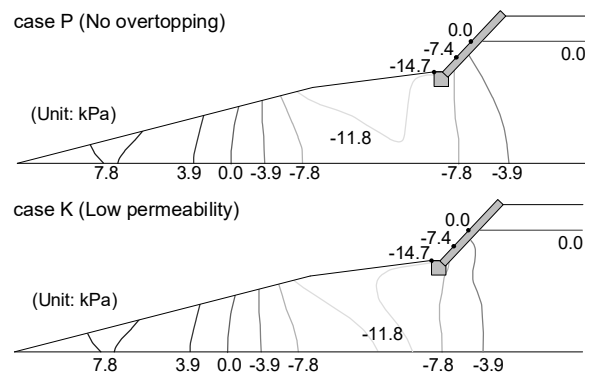 case P (No overtopping)
0.0
-7.4
0.0
-14.7
(Unit: kPa)
-11.8
7.8 3.9 0.0 -3.9 -7.8 -7.8 -3.9
case K (Low permeability)
0.0
-7.4
0.0
-14.7
(Unit: kPa)
-11.8
7.8 3.9 0.0 -3.9 -7.8 -7.8 -3.9